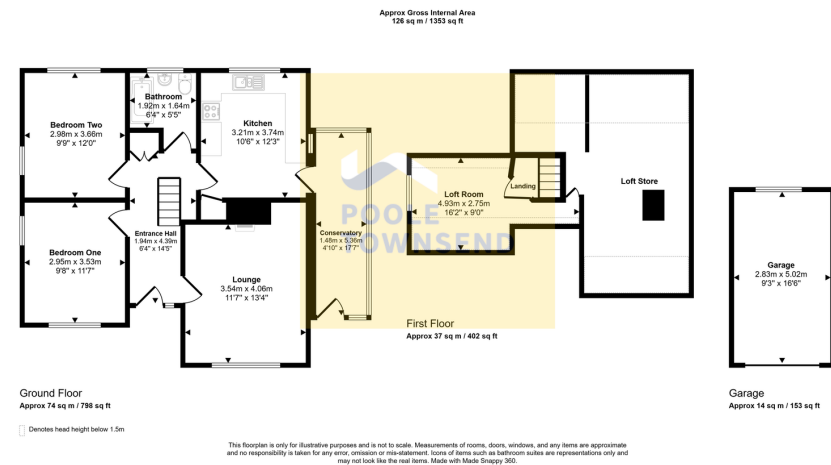 Approx Gross Internal Area
126 sq m / 1353 sq ft
Bedroom Two
2.98m x 3.66m
9'9" x 12'0"
Bathroom
1.92m x 1.64m
6'4" x 5'5"
Kitchen
3.21m x 3.74m
10'6" x 12'3"
Bedroom One
2.95m x 3.53m
9'8" x 11'7"
Entrance Hall
1.94m x 4.39m
6'4" x 14'5"
Lounge
3.54m x 4.06m
11'7" x 13'4"
Conservatory
1.48m x 5.36m
4'10" x 17'7"
POOLE
TOWNSEND
Loft Room
4.93m x 2.75m
16'2" x 9'0"
Landing
Loft Store
Garage
2.83m x 5.02m
9'3" x 16'6"
First Floor
Approx 37 sq m / 402 sq ft
Ground Floor
Approx 74 sq m / 798 sq ft
Garage
Approx 14 sq m / 153 sq ft
Denotes head height below 1.5m
This floorplan is only for illustrative purposes and is not to scale. Measurements of rooms, doors, windows, and any items are approximate
and no responsibility is taken for any error, omission or mis-statement. Icons of items such as bathroom suites are representations only and
may not look like the real items. Made with Made Snappy 360.